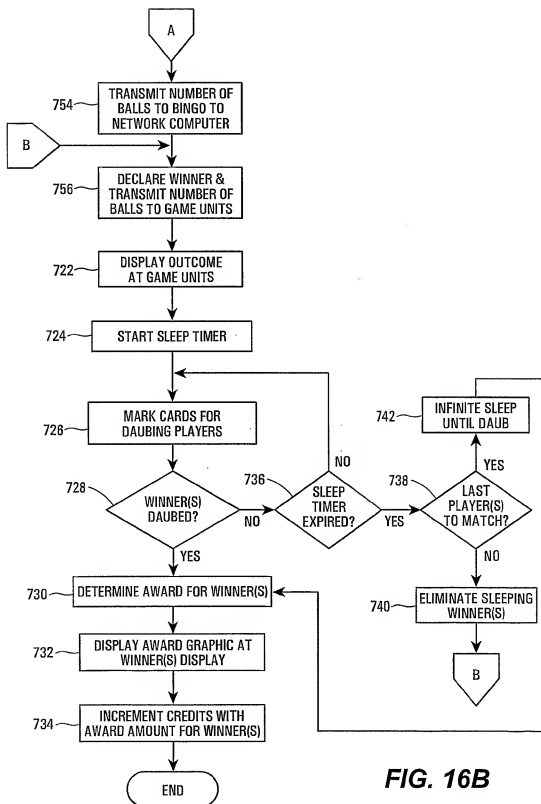 A
754
TRANSMIT NUMBER OF
BALLS TO BINGO TO
NETWORK COMPUTER
B
756
DECLARE WINNER &
TRANSMIT NUMBER OF
BALLS TO GAME UNITS
722
DISPLAY OUTCOME
AT GAME UNITS
724
START SLEEP TIMER
726
MARK CARDS FOR
DAUBING PLAYERS
742
INFINITE SLEEP
UNTIL DAUB
728
WINNER(S)
DAUBED?
NO
YES
736
SLEEP
TIMER
EXPIRED?
NO
YES
738
LAST
PLAYER(S)
TO MATCH?
YES
NO
730
DETERMINE AWARD FOR WINNER(S)
740
ELIMINATE SLEEPING
WINNER(S)
B
732
DISPLAY AWARD GRAPHIC AT
WINNER(S) DISPLAY
734
INCREMENT CREDITS WITH
AWARD AMOUNT FOR WINNER(S)
END
FIG. 16B